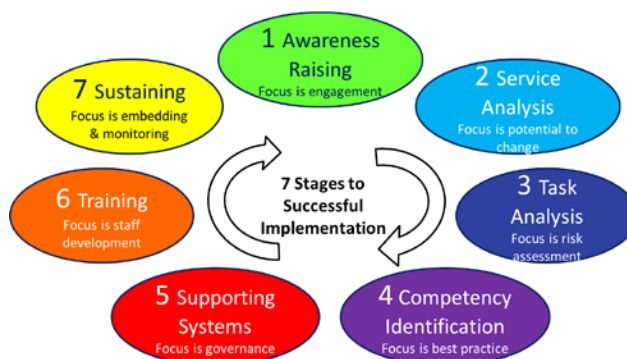 1 Awareness
Raising
Focus is engagement
2 Service
Analysis
Focus is potential to
change
3 Task
Analysis
Focus is risk
assessment
4 Competency
Identification
Focus is best practice
5 Supporting
Systems
Focus is governance
6 Training
Focus is staff
development
7 Sustaining
Focus is embedding
& monitoring
7 Stages to
Successful
Implementation